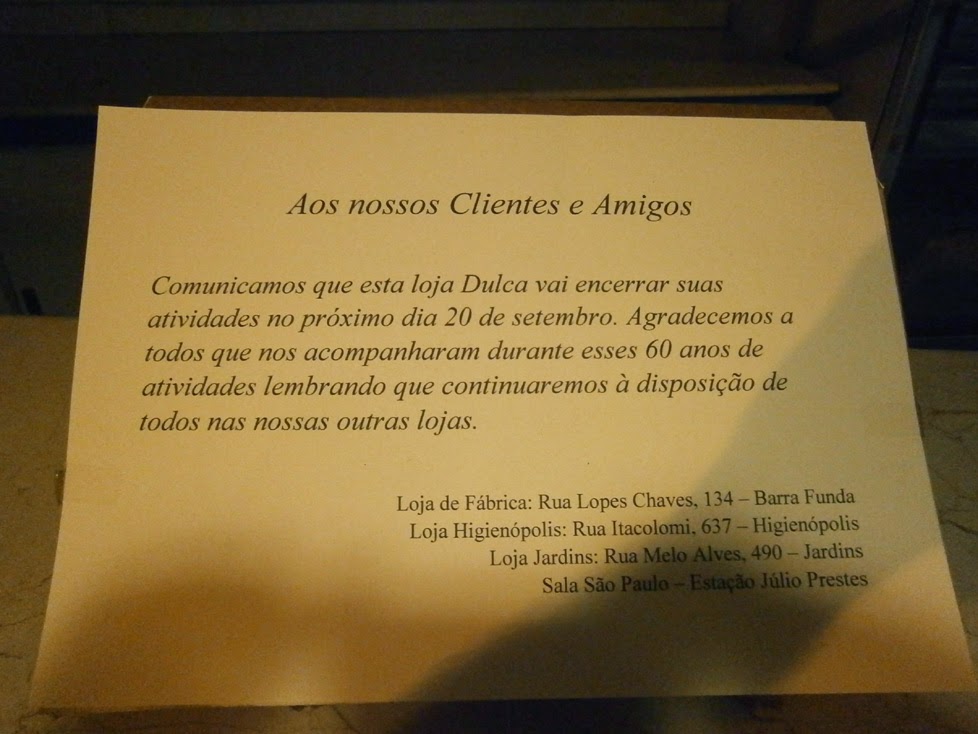 Aos nossos Clientes e Amigos
Comunicamos que esta loja Dulca vai encerrar suas
atividades no próximo dia 20 de setembro. Agradecemos a
todos que nos acompanharam durante esses 60 anos de
atividades lembrando que continuaremos à disposição de
todos nas nossas outras lojas.
Loja de Fábrica: Rua Lopes Chaves, 134 – Barra Funda
Loja Higienópolis: Rua Itacolomi, 637 – Higienópolis
Loja Jardins: Rua Melo Alves, 490 – Jardins
Sala São Paulo – Estação Júlio Prestes